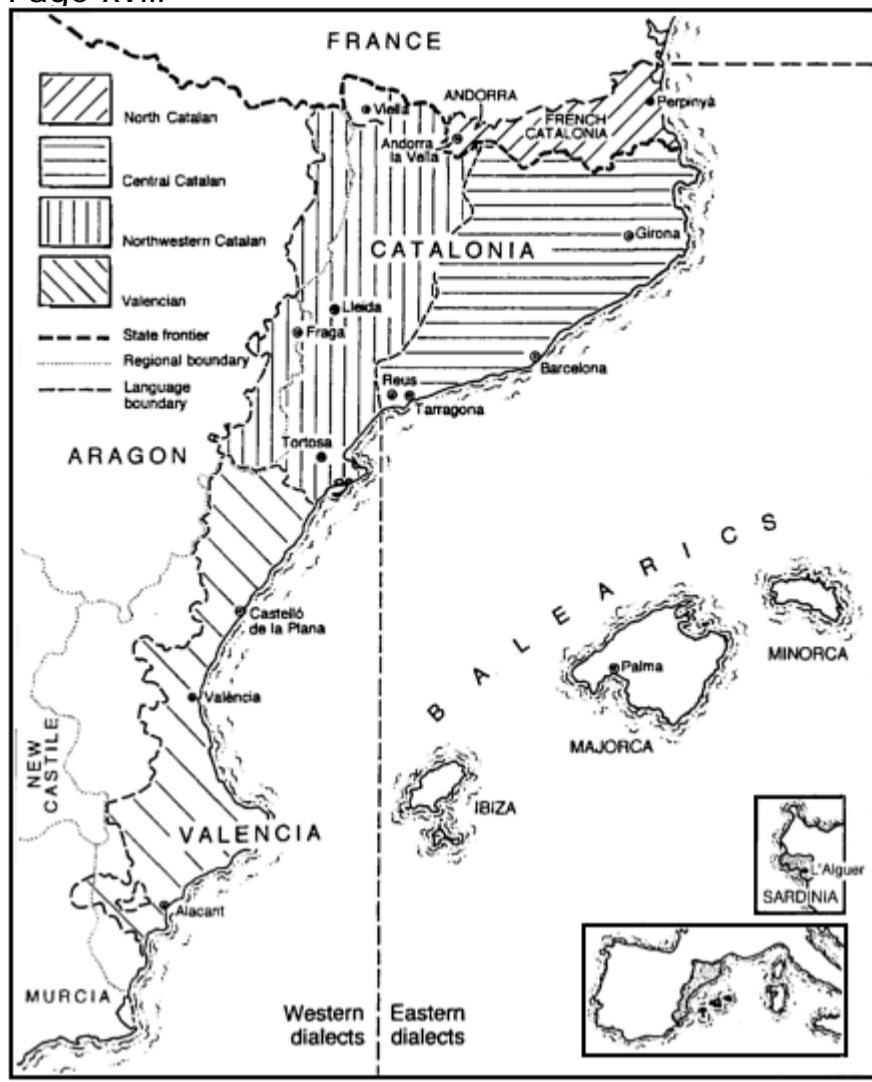 Page xviii
FRANCE
North Catalan
Central Catalan
Northwestern Catalan
Valencian
State frontier
Regional boundary
Language
boundary
Viella
ANDORRA
Andorra
la Vella
FRENCH
CATALONIA
Perpinyà
Girona
CATALONIA
Lleida
Fraga
Barcelona
Reus
Tarragona
Tortosa
ARAGON
Castelló
de la Plana
València
NEW
CASTILE
VALENCIA
Alacant
MURCIA
BALEARICS
MINORCA
Palma
MAJORCA
IBIZA
L'Alguer
SARDINIA
Western
dialects
Eastern
dialects